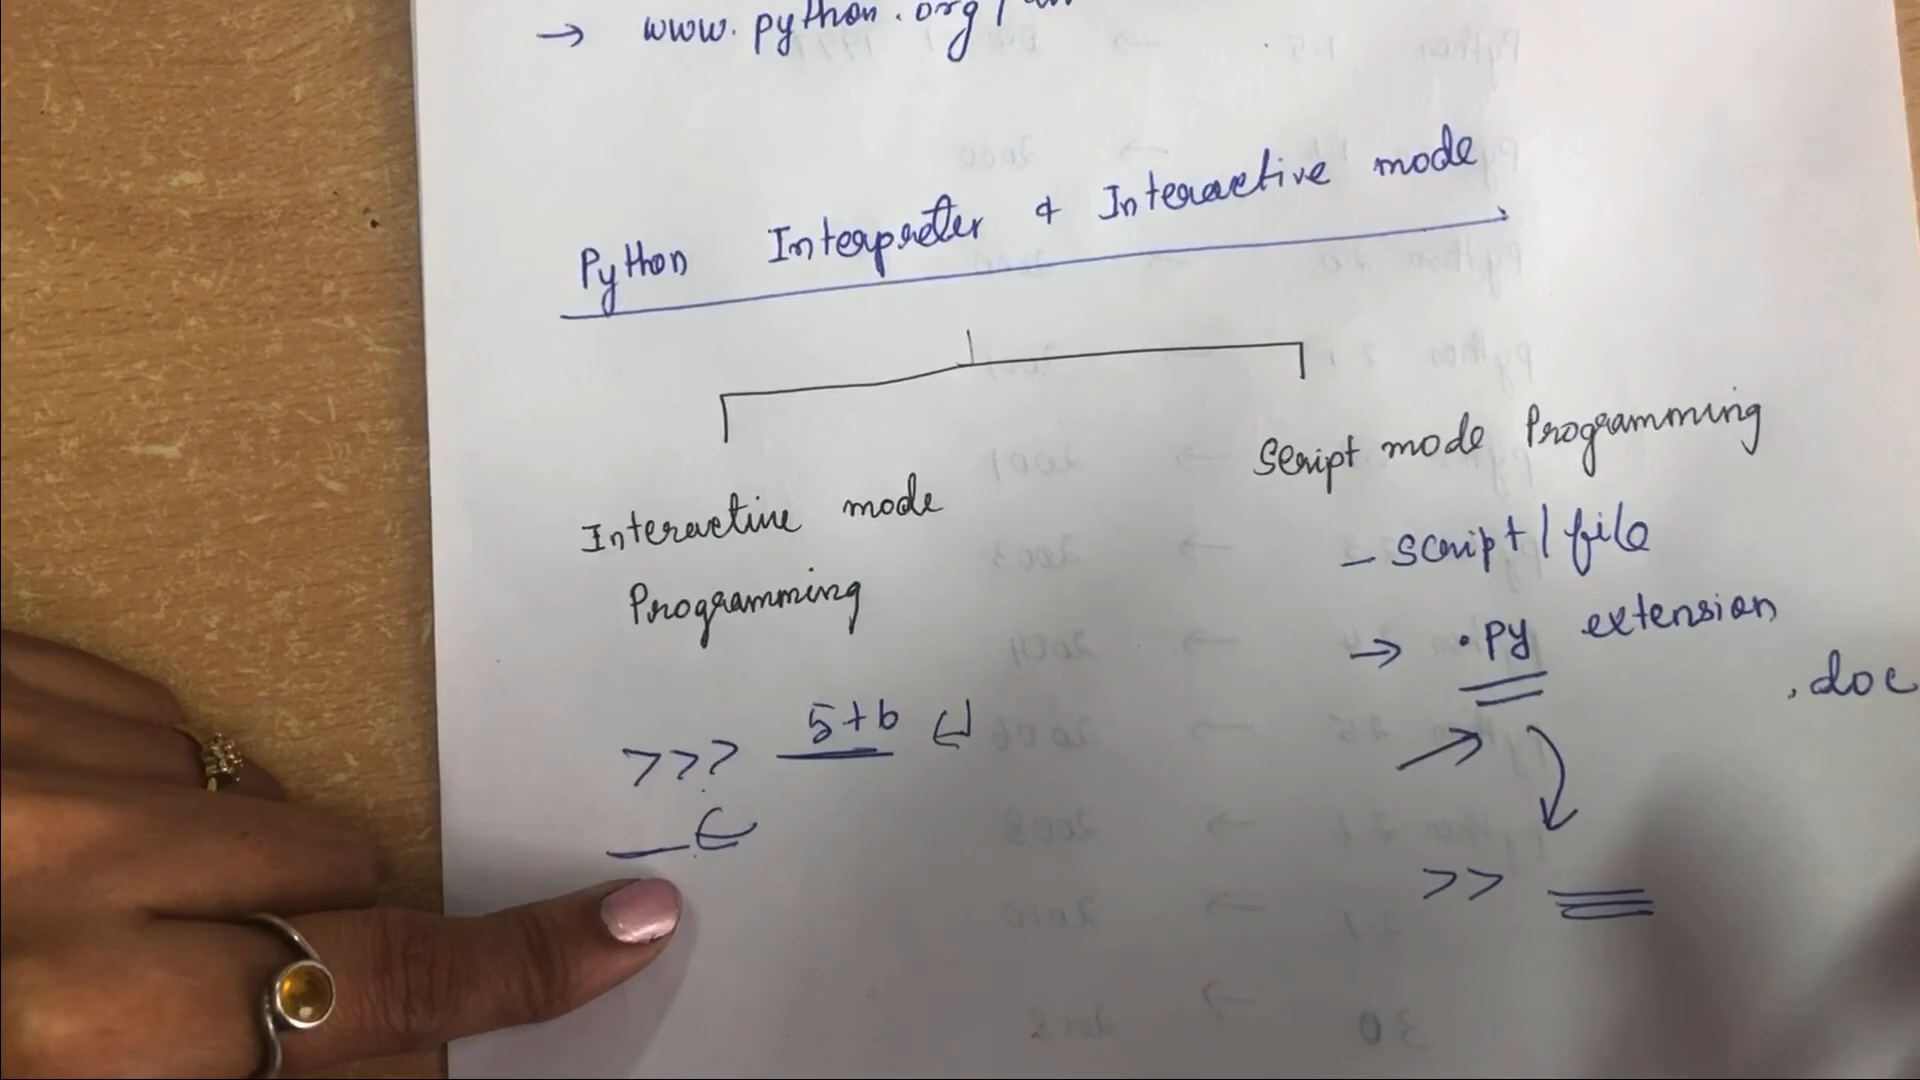 → www.python.org/
Python Interpreter & Interactive mode
Interactive mode
Programming
>>> 5+6 ↵
Script mode Programming
- script/file
→ .py extension
.doc
>>